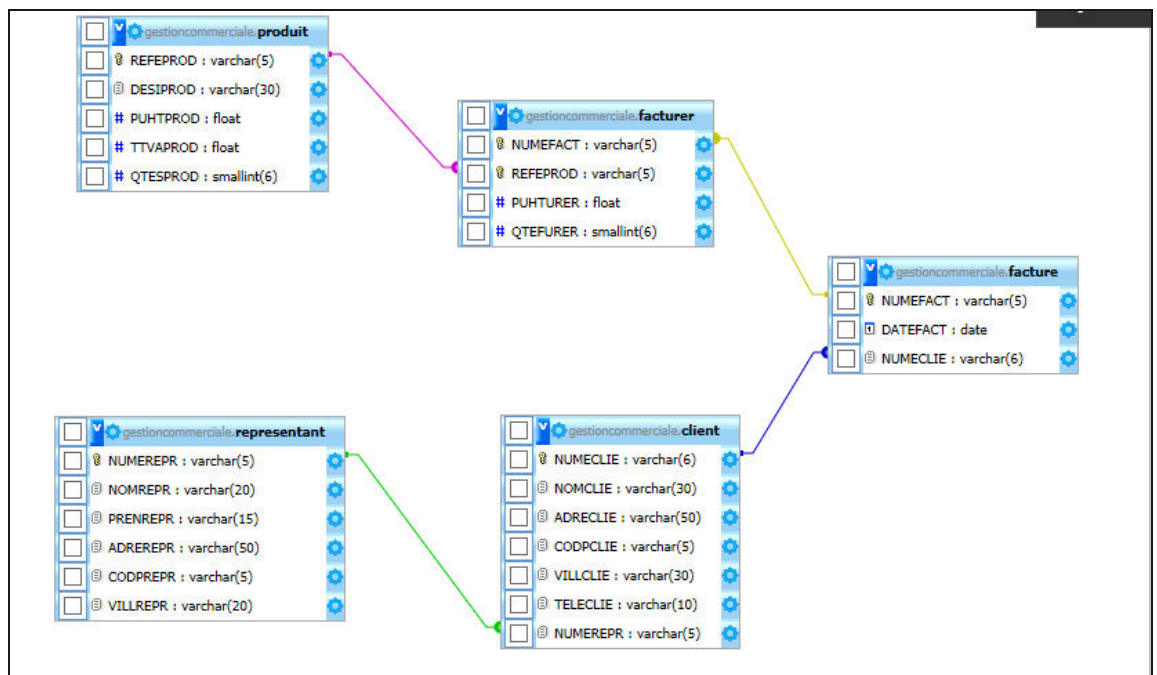 gestioncommerciale.produit
REFEPROD : varchar(5)
DESIPROD : varchar(30)
# PUHTPROD : float
# TTVAPROD : float
# QTESPROD : smallint(6)
gestioncommerciale.facturer
NUMEFACT : varchar(5)
REFEPROD : varchar(5)
# PUHTURER : float
# QTEFURER : smallint(6)
gestioncommerciale.facture
NUMEFACT : varchar(5)
DATEFACT : date
NUMECLIE : varchar(6)
gestioncommerciale.representant
NUMEREPR : varchar(5)
NOMREPR : varchar(20)
PRENREPR : varchar(15)
ADREREPR : varchar(50)
CODPREPR : varchar(5)
VILLREPR : varchar(20)
gestioncommerciale.client
NUMECLIE : varchar(6)
NOMCLIE : varchar(30)
ADRECLIE : varchar(50)
CODPCLIE : varchar(5)
VILLCLIE : varchar(30)
TELECLIE : varchar(10)
NUMEREPR : varchar(5)